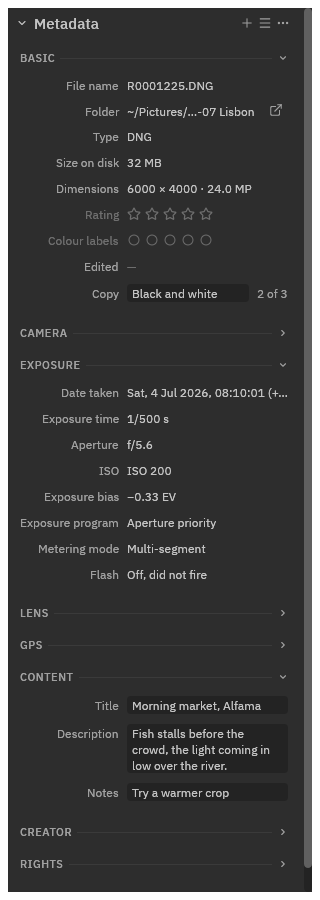 Metadata
BASIC
File name R0001225.DNG
Folder ~/Pictures/...-07 Lisbon
Type DNG
Size on disk 32 MB
Dimensions 6000 × 4000 · 24.0 MP
Rating
Colour labels
Edited —
Copy Black and white 2 of 3
CAMERA
EXPOSURE
Date taken Sat, 4 Jul 2026, 08:10:01 (+...
Exposure time 1/500 s
Aperture f/5.6
ISO ISO 200
Exposure bias −0.33 EV
Exposure program Aperture priority
Metering mode Multi-segment
Flash Off, did not fire
LENS
GPS
CONTENT
Title Morning market, Alfama
Description Fish stalls before the
crowd, the light coming in
low over the river.
Notes Try a warmer crop
CREATOR
RIGHTS